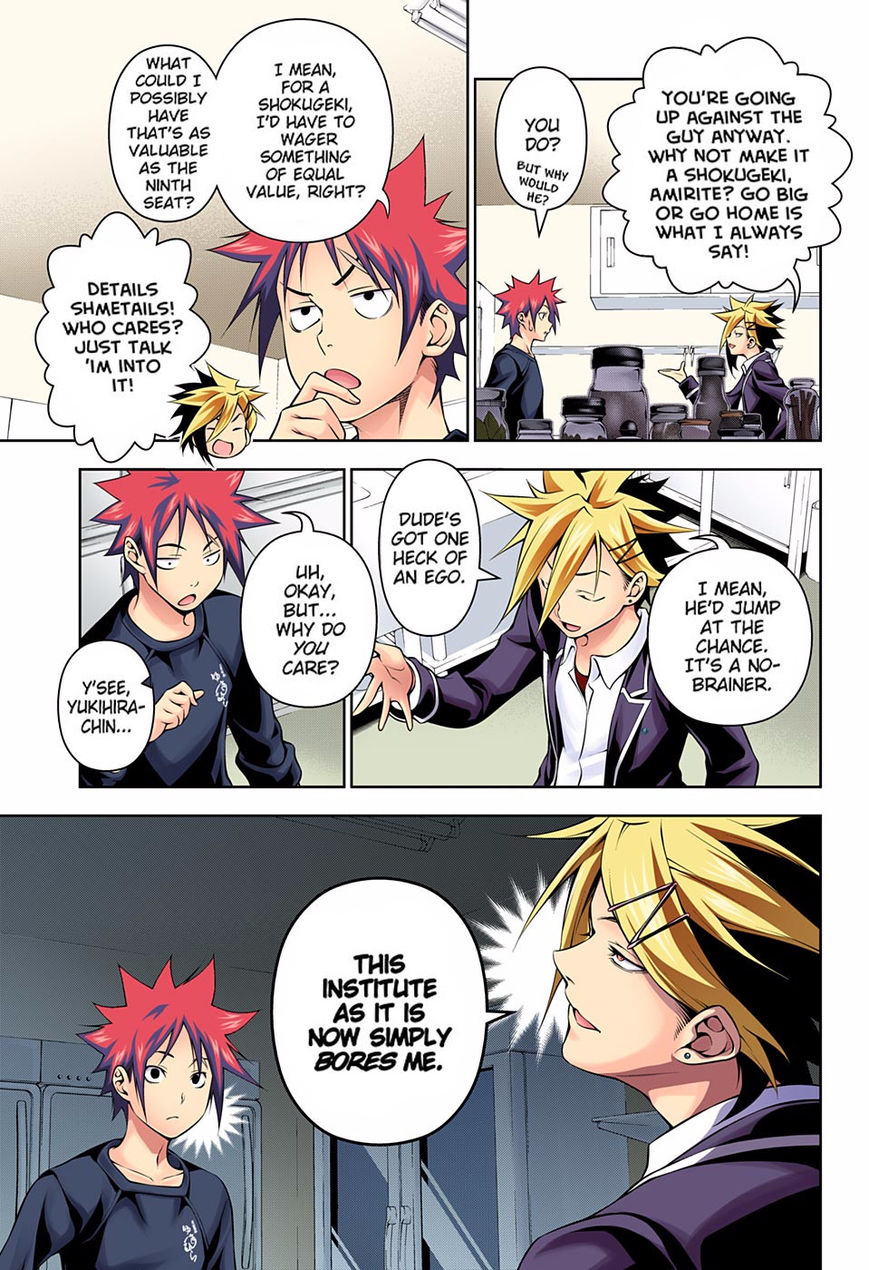 YOU'RE GOING
UP AGAINST THE
GUY ANYWAY.
WHY NOT MAKE IT
A SHOKUGEKI,
AMIRITE? GO BIG
OR GO HOME IS
WHAT I ALWAYS
SAY!
YOU
DO?
BUT WHY
WOULD
HE?
I MEAN,
FOR A
SHOKUGEKI,
I'D HAVE TO
WAGER
SOMETHING
OF EQUAL
VALUE, RIGHT?
WHAT
COULD I
POSSIBLY
HAVE
THAT'S AS
VALUABLE
AS THE
NINTH
SEAT?
DETAILS
SHMETAILS!
WHO CARES?
JUST TALK
'IM INTO
IT!
I MEAN,
HE'D JUMP
AT THE
CHANCE.
IT'S A NO-
BRAINER.
DUDE'S
GOT ONE
HECK OF
AN EGO.
UH,
OKAY,
BUT...
WHY DO
YOU
CARE?
Y'SEE,
YUKIHIRA-
CHIN...
THIS
INSTITUTE
AS IT IS
NOW SIMPLY
BORES ME.